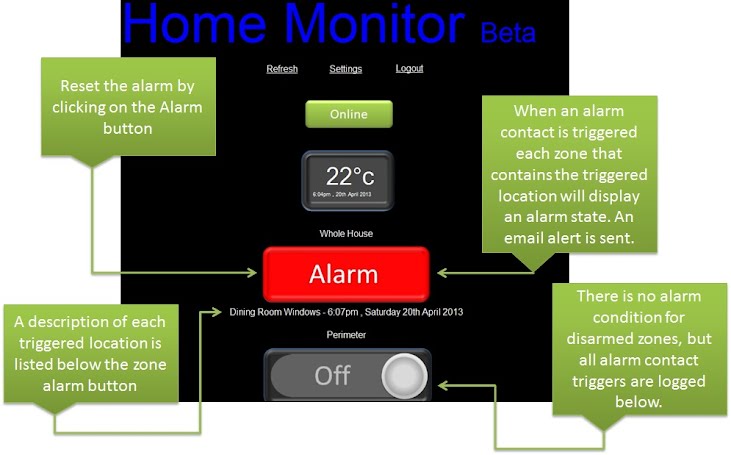 Home Monitor Beta
Refresh Settings Logout
Reset the alarm by
clicking on the Alarm
button
Online
When an alarm
contact is triggered
each zone that
contains the triggered
location will display
an alarm state. An
email alert is sent.
22°c
6:04pm , 20th April 2013
Whole House
Alarm
Dining Room Windows - 6:07pm , Saturday 20th April 2013
A description of each
triggered location is
listed below the zone
alarm button
There is no alarm
condition for
disarmed zones, but
all alarm contact
triggers are logged
below.
Perimeter
Off